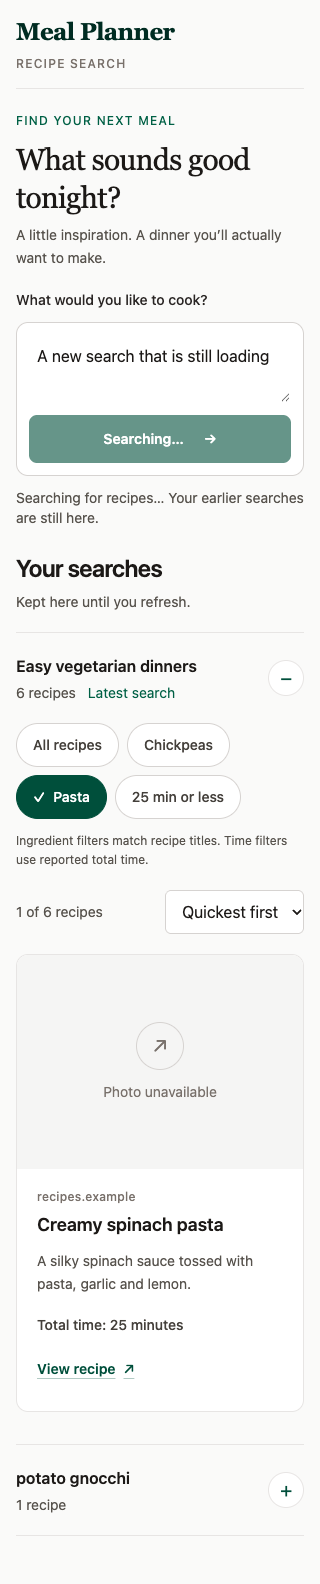 Meal Planner
RECIPE SEARCH
FIND YOUR NEXT MEAL
What sounds good
tonight?
A little inspiration. A dinner you’ll actually
want to make.
What would you like to cook?
A new search that is still loading
Searching... →
Searching for recipes... Your earlier searches
are still here.
Your searches
Kept here until you refresh.
Easy vegetarian dinners
6 recipes Latest search
All recipes
Chickpeas
✓ Pasta
25 min or less
Ingredient filters match recipe titles. Time filters
use reported total time.
1 of 6 recipes
Quickest first
Photo unavailable
recipes.example
Creamy spinach pasta
A silky spinach sauce tossed with
pasta, garlic and lemon.
Total time: 25 minutes
View recipe ↗
potato gnocchi
1 recipe